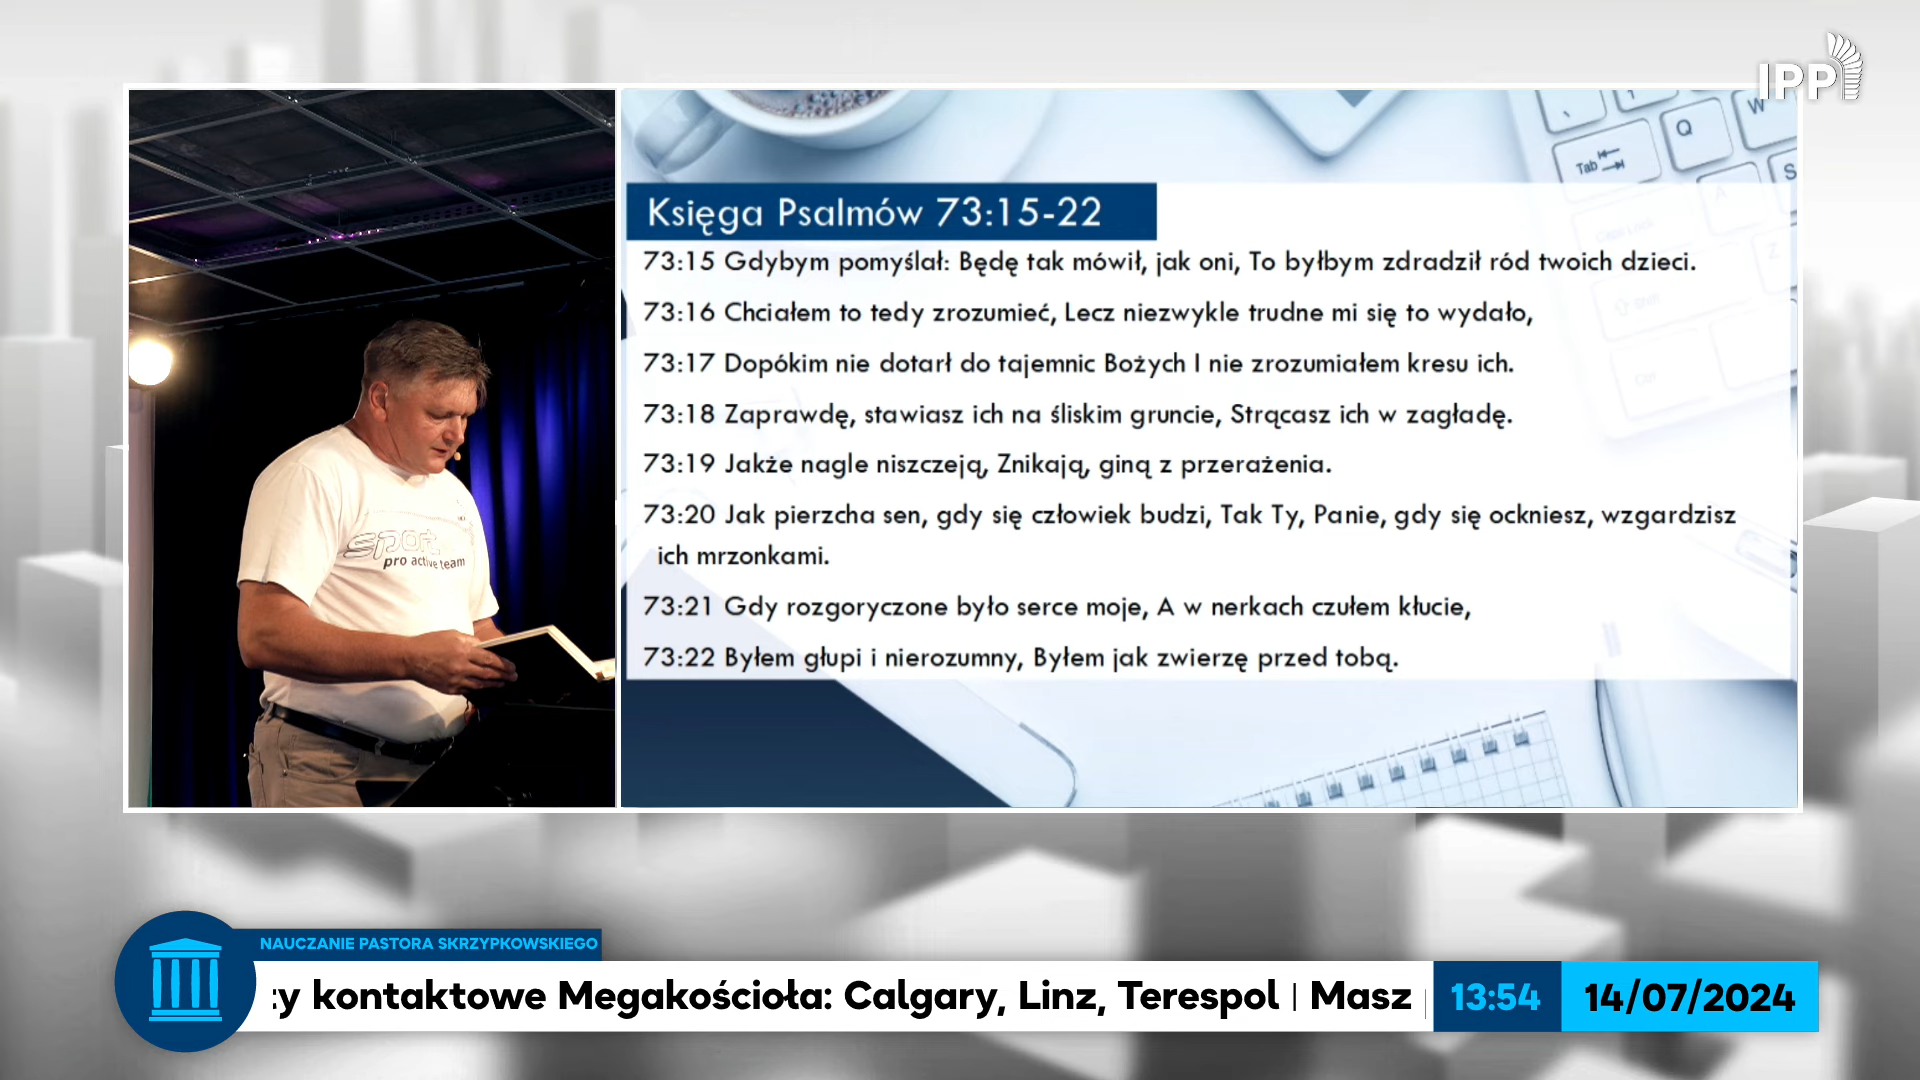 IPP
Księga Psalmów 73:15-22
73:15 Gdybym pomyślał: Będę tak mówił, jak oni, To byłbym zdradził ród twoich dzieci.
73:16 Chciałem to tedy zrozumieć, Lecz niezwykle trudne mi się to wydało,
73:17 Dopókim nie dotarł do tajemnic Bożych I nie zrozumiałem kresu ich.
73:18 Zaprawdę, stawiasz ich na śliskim gruncie, Strącasz ich w zagładę.
73:19 Jakże nagle niszczeją, Znikają, giną z przerażenia.
73:20 Jak pierzcha sen, gdy się człowiek budzi, Tak Ty, Panie, gdy się ockniesz, wzgardzisz
ich mrzonkami.
73:21 Gdy rozgoryczone było serce moje, A w nerkach czułem kłucie,
73:22 Byłem głupi i nierozumny, Byłem jak zwierzę przed tobą.
Tab
Q
W
S
sport
pro active team
NAUCZANIE PASTORA SKRZYPKOWSKIEGO
ty kontaktowe Megakościoła: Calgary, Linz, Terespol | Masz
13:54
14/07/2024